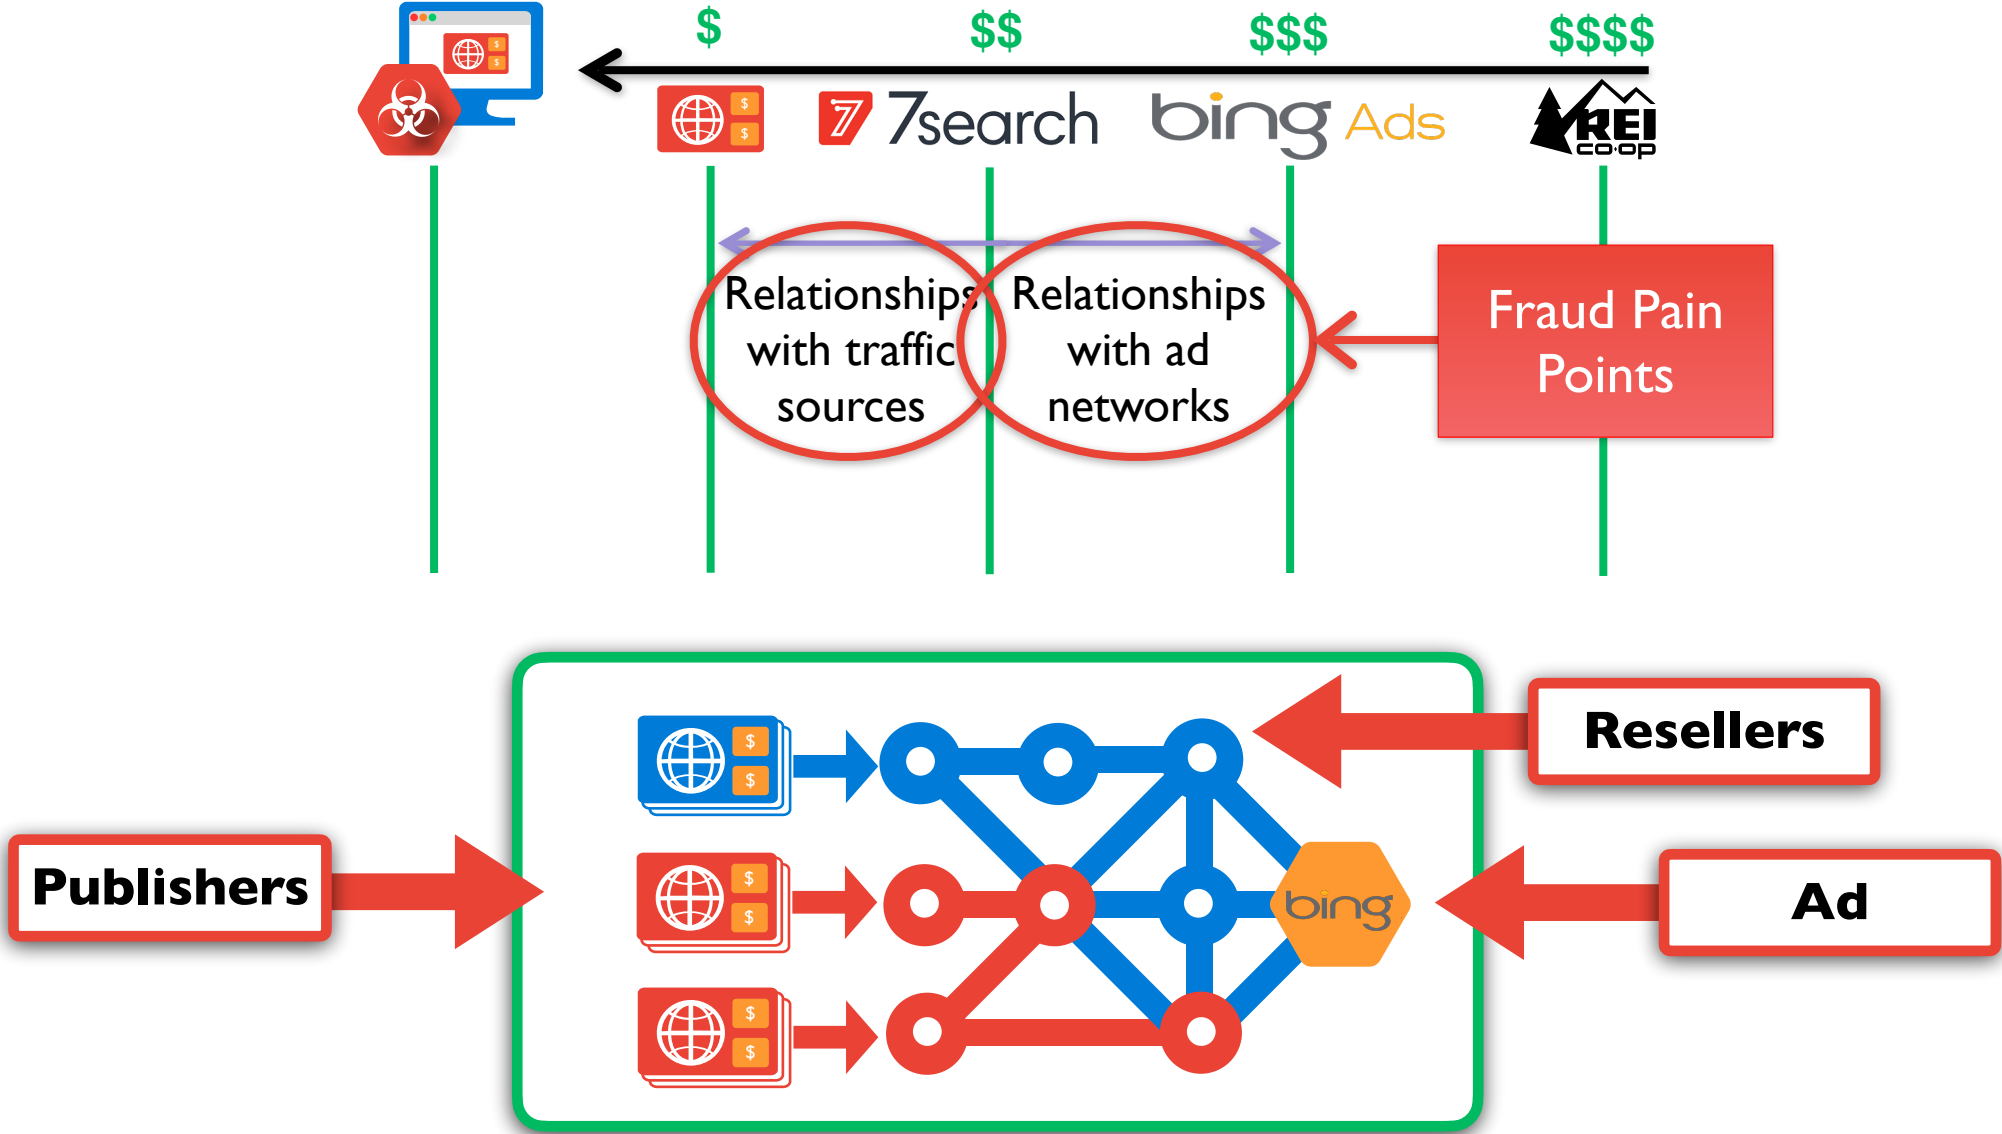 $
$$
$$$
$$$$
$
$
$
$
7
7search
bing Ads
REI
CO·OP
Relationships
with traffic
sources
Relationships
with ad
networks
Fraud Pain
Points
Resellers
$
$
Publishers
$
$
bing
Ad
$
$